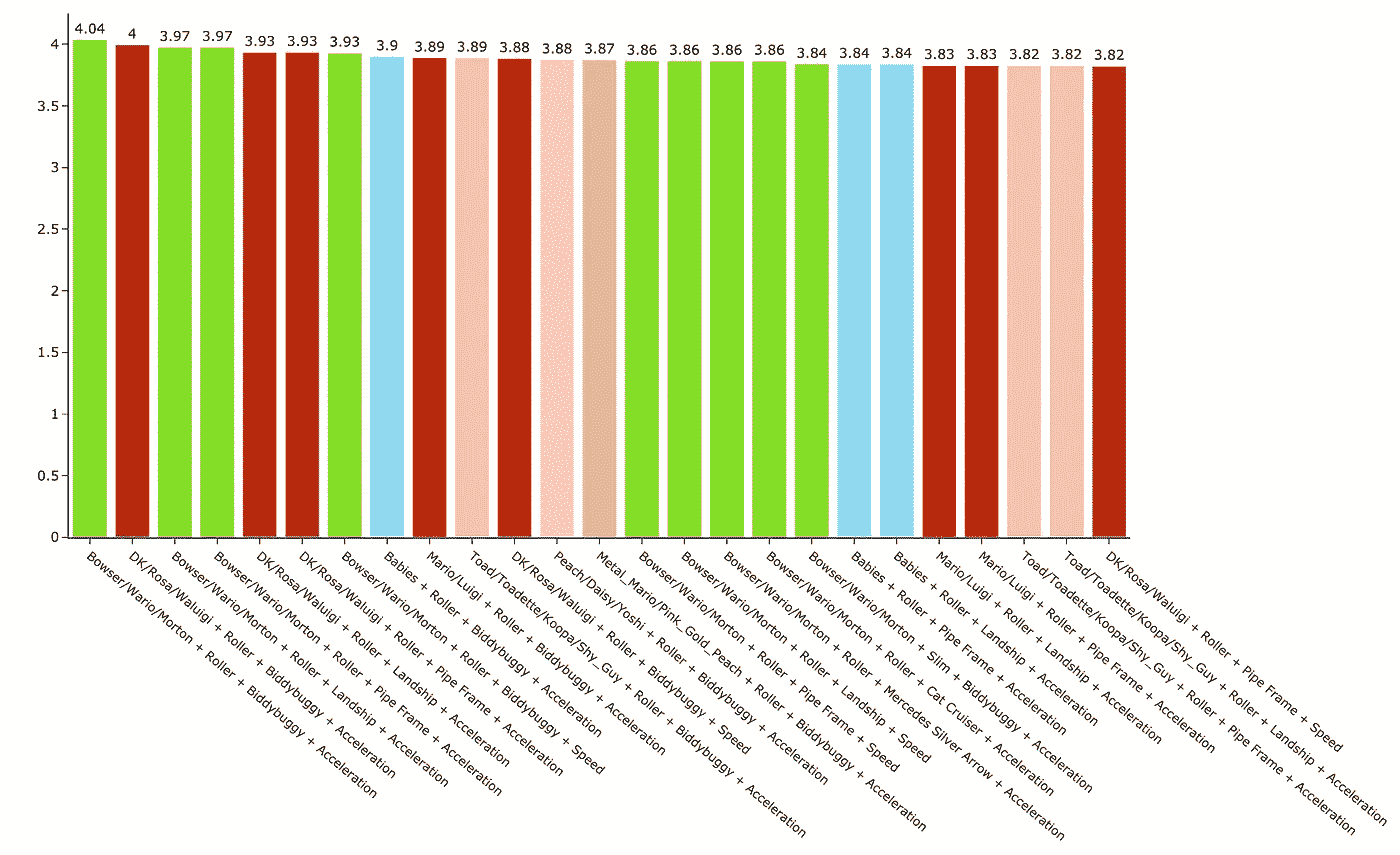 4.04
4
3.97
3.97
3.93
3.93
3.93
3.9
3.89
3.89
3.88
3.88
3.87
3.86
3.86
3.86
3.86
3.84
3.84
3.84
3.83
3.83
3.82
3.82
3.82
4
3.5
3
2.5
2
1.5
1
0.5
0
Bowser/Wario/Morton + Roller + Biddybuggy + Acceleration
DK/Rosa/Waluigi + Roller + Biddybuggy + Acceleration
Bowser/Wario/Morton + Roller + Landship + Acceleration
Bowser/Wario/Morton + Roller + Pipe Frame + Acceleration
DK/Rosa/Waluigi + Roller + Landship + Acceleration
DK/Rosa/Waluigi + Roller + Pipe Frame + Acceleration
Bowser/Wario/Morton + Roller + Biddybuggy + Speed
Babies + Roller + Biddybuggy + Acceleration
Mario/Luigi + Roller + Biddybuggy + Acceleration
Toad/Toadette/Koopa/Shy_Guy + Roller + Biddybuggy + Acceleration
DK/Rosa/Waluigi + Roller + Biddybuggy + Speed
Peach/Daisy/Yoshi + Roller + Biddybuggy + Acceleration
Metal_Mario/Pink_Gold_Peach + Roller + Biddybuggy + Acceleration
Bowser/Wario/Morton + Roller + Pipe Frame + Speed
Bowser/Wario/Morton + Roller + Landship + Speed
Bowser/Wario/Morton + Roller + Mercedes Silver Arrow + Acceleration
Bowser/Wario/Morton + Roller + Cat Cruiser + Acceleration
Bowser/Wario/Morton + Slim + Biddybuggy + Acceleration
Babies + Roller + Pipe Frame + Acceleration
Babies + Roller + Landship + Acceleration
Mario/Luigi + Roller + Landship + Acceleration
Mario/Luigi + Roller + Pipe Frame + Acceleration
Toad/Toadette/Koopa/Shy_Guy + Roller + Pipe Frame + Acceleration
Toad/Toadette/Koopa/Shy_Guy + Roller + Landship + Acceleration
DK/Rosa/Waluigi + Roller + Pipe Frame + Speed